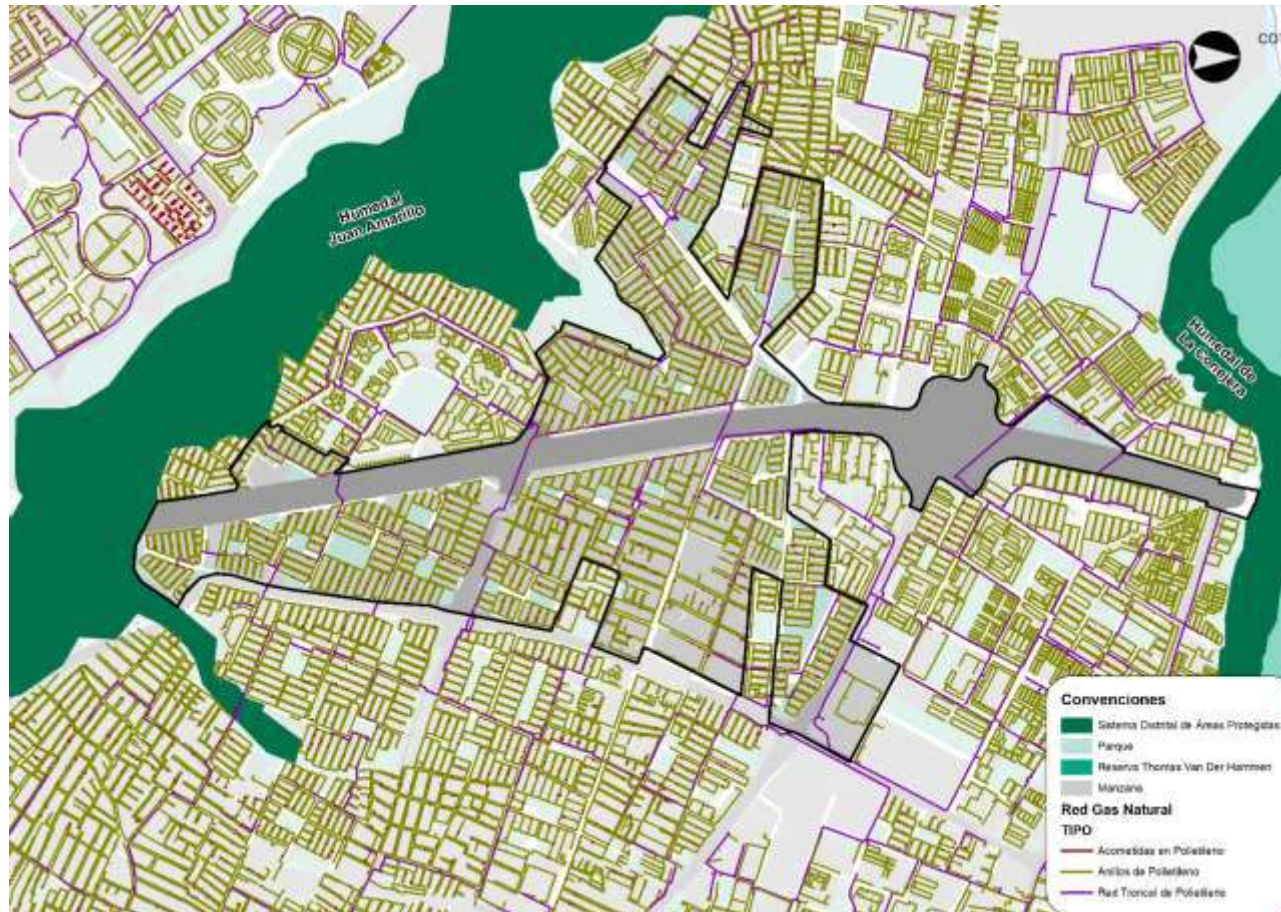 CO
Humedal
Juan Amarillo
Humedal de
La Conejera
Convenciones
Sistema Distrital de Áreas Protegidas
Parque
Reserva Thomas Van Der Hammen
Manzana
Red Gas Natural
TIPO
Acometidas en Polietileno
Anillos de Polietileno
Red Troncal de Polietileno